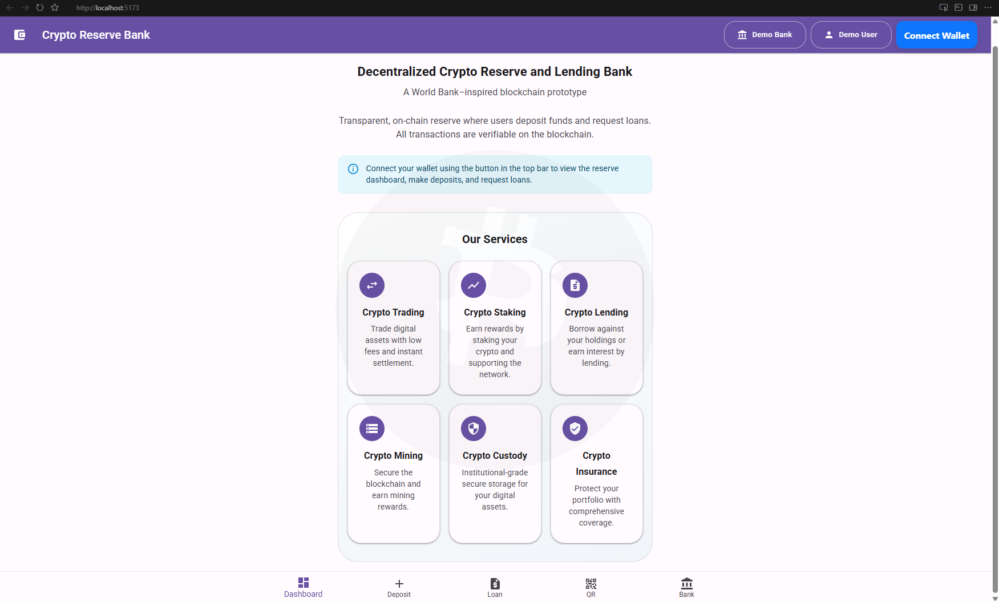 http://localhost:5173
Crypto Reserve Bank
Demo Bank
Demo User
Connect Wallet
Decentralized Crypto Reserve and Lending Bank
A World Bank–inspired blockchain prototype
Transparent, on-chain reserve where users deposit funds and request loans.
All transactions are verifiable on the blockchain.
Connect your wallet using the button in the top bar to view the reserve
dashboard, make deposits, and request loans.
Our Services
Crypto Trading
Trade digital
assets with low
fees and instant
settlement.
Crypto Staking
Earn rewards by
staking your
crypto and
supporting the
network.
Crypto Lending
Borrow against
your holdings or
earn interest by
lending.
Crypto Mining
Secure the
blockchain and
earn mining
rewards.
Crypto Custody
Institutional-grade
secure storage for
your digital
assets.
Crypto
Insurance
Protect your
portfolio with
comprehensive
coverage.
Dashboard
Deposit
Loan
QR
Bank